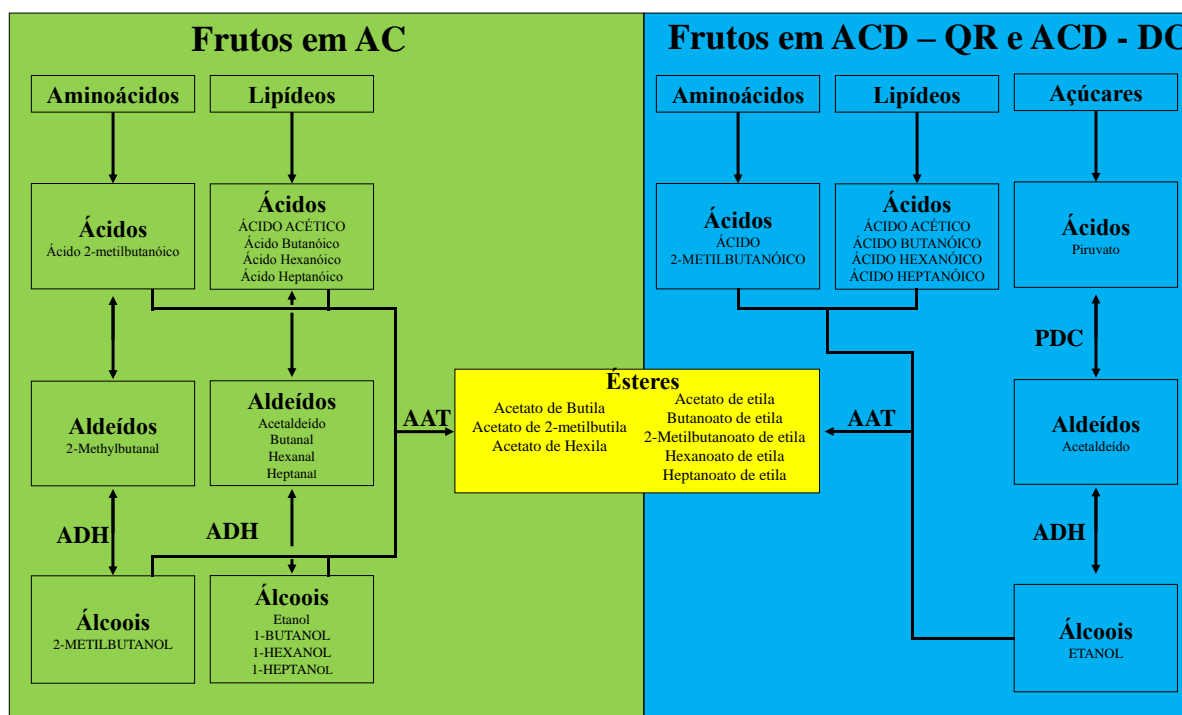 Frutos em AC
Aminoácidos
Lipídeos
Ácidos
Ácido 2-metilbutanóico
Ácidos
ÁCIDO ACÉTICO
Ácido Butanóico
Ácido Hexanóico
Ácido Heptanóico
Aldeídos
2-Methylbutanal
Aldeídos
Acetaldeído
Butanal
Hexanal
Heptanal
ADH
ADH
Álcoois
2-METILBUTANOL
Álcoois
Etanol
1-BUTANOL
1-HEXANOL
1-HEPTANOL
AAT
Ésteres
Acetato de Butila
Acetato de 2-metilbutila
Acetato de Hexila
Acetato de etila
Butanoato de etila
2-Metilbutanoato de etila
Hexanoato de etila
Heptanoato de etila
Frutos em ACD – QR e ACD - DC
Aminoácidos
Lipídeos
Açúcares
Ácidos
ÁCIDO
2-METILBUTANÓICO
Ácidos
ÁCIDO ACÉTICO
ÁCIDO BUTANÓICO
ÁCIDO HEXANÓICO
ÁCIDO HEPTANÓICO
Ácidos
Piruvato
PDC
AAT
Aldeídos
Acetaldeído
ADH
Álcoois
ETANOL